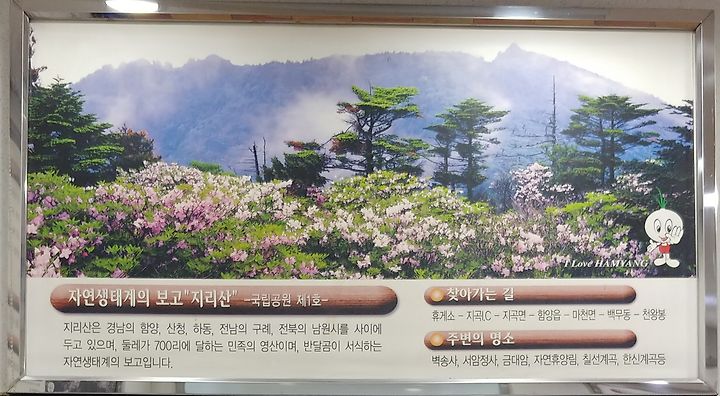 I Love HAMYANG
자연생태계의 보고"지리산" -국립공원 제1호-
지리산은 경남의 함양, 산청, 하동, 전남의 구례, 전북의 남원시를 사이에
두고 있으며, 둘레가 700리에 달하는 민족의 영산이며, 반달곰이 서식하는
자연생태계의 보고입니다.
찾아가는 길
휴게소 - 지곡I.C - 지곡면 - 함양읍 - 마천면 - 백무동 - 천왕봉
주변의 명소
벽송사, 서암정사, 금대암, 자연휴양림, 칠선계곡, 한신계곡등